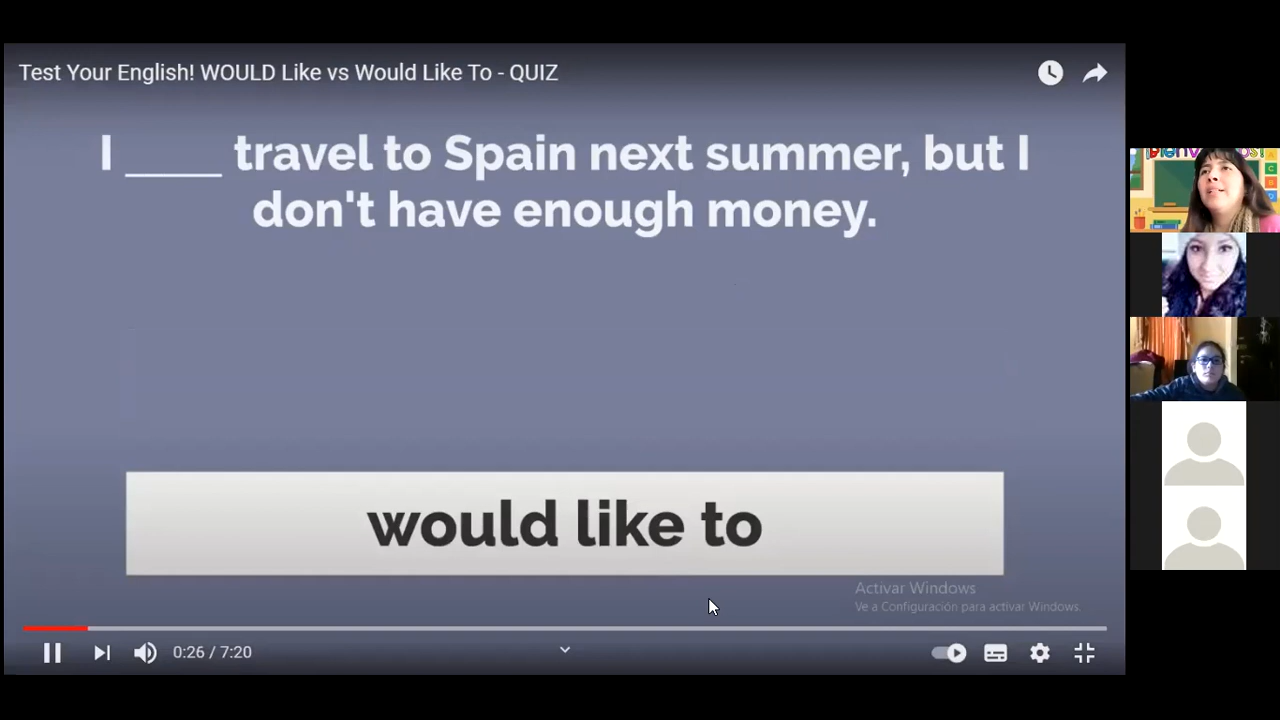 Test Your English! WOULD Like vs Would Like To - QUIZ
I ____ travel to Spain next summer, but I
don't have enough money.
would like to
Activar Windows
Ve a Configuración para activar Windows.
0:26 / 7:20